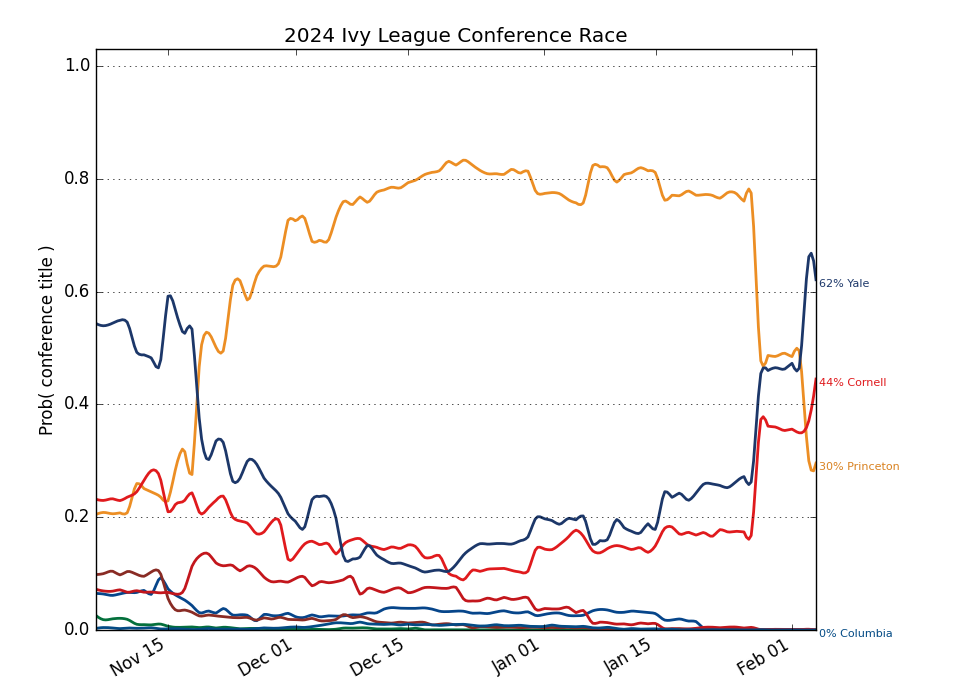 2024 Ivy League Conference Race
Prob( conference title )
1.0
0.8
0.6
0.4
0.2
0.0
Nov 15
Dec 01
Dec 15
Jan 01
Jan 15
Feb 01
62% Yale
44% Cornell
30% Princeton
0% Columbia